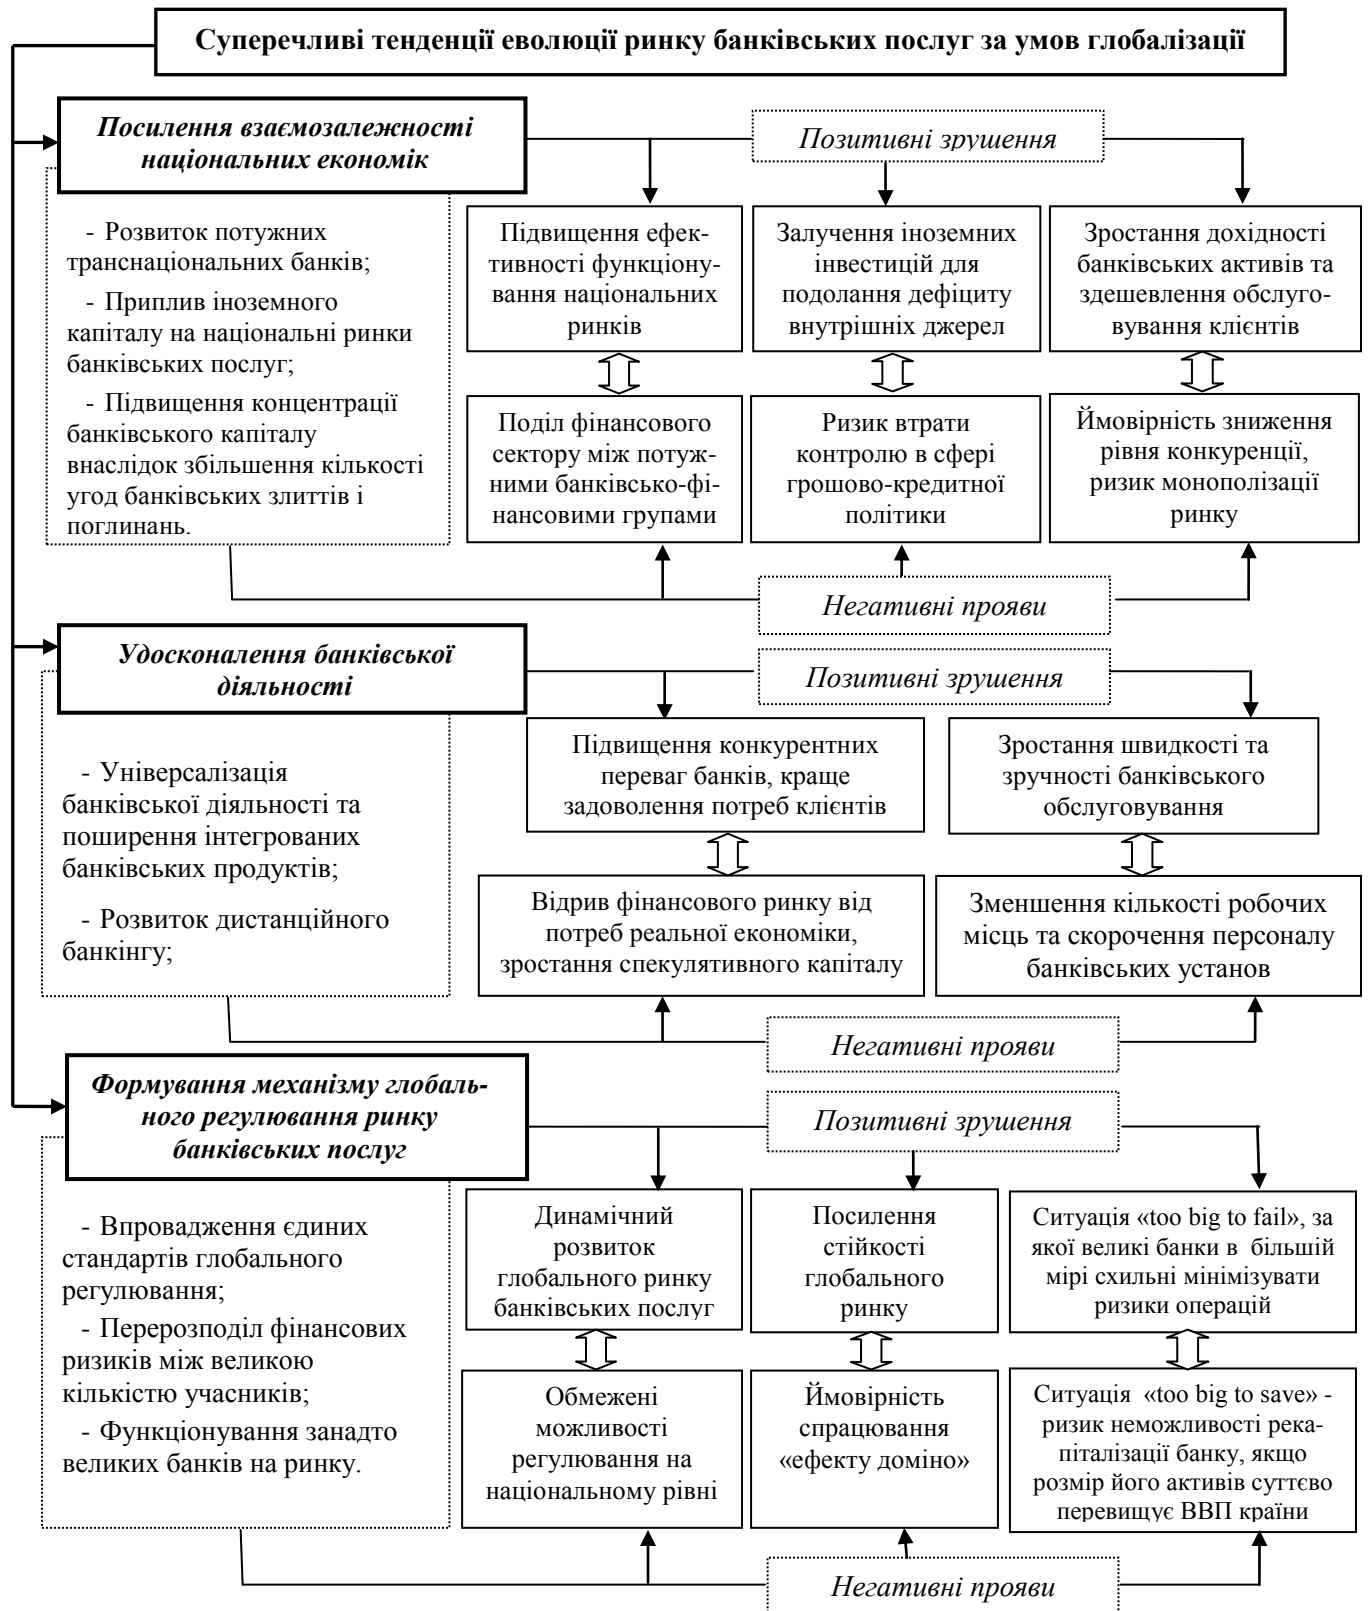 Суперечливі тенденції еволюції ринку банківських послуг за умов глобалізації
Посилення взаємозалежності
національних економік
- Розвиток потужних
транснаціональних банків;
- Приплив іноземного
капіталу на національні ринки
банківських послуг;
- Підвищення концентрації
банківського капіталу
внаслідок збільшення кількості
угод банківських злиттів і
поглинань.
Позитивні зрушення
Підвищення ефек-
тивності функціону-
вання національних
ринків
Залучення іноземних
інвестицій для
подолання дефіциту
внутрішніх джерел
Зростання дохідності
банківських активів та
здешевлення обслуго-
вування клієнтів
Поділ фінансового
сектору між потуж-
ними банківсько-фі-
нансовими групами
Ризик втрати
контролю в сфері
грошово-кредитної
політики
Ймовірність зниження
рівня конкуренції,
ризик монополізації
ринку
Негативні прояви
Удосконалення банківської
діяльності
- Універсалізація
банківської діяльності та
поширення інтегрованих
банківських продуктів;
- Розвиток дистанційного
банкінгу;
Позитивні зрушення
Підвищення конкурентних
переваг банків, краще
задоволення потреб клієнтів
Зростання швидкості та
зручності банківського
обслуговування
Відрив фінансового ринку від
потреб реальної економіки,
зростання спекулятивного капіталу
Зменшення кількості робочих
місць та скорочення персоналу
банківських установ
Негативні прояви
Формування механізму глобаль-
ного регулювання ринку
банківських послуг
- Впровадження єдиних
стандартів глобального
регулювання;
- Перерозподіл фінансових
ризиків між великою
кількістю учасників;
- Функціонування занадто
великих банків на ринку.
Позитивні зрушення
Динамічний
розвиток
глобального ринку
банківських послуг
Посилення
стійкості
глобального
ринку
Ситуація «too big to fail», за
якої великі банки в більшій
мірі схильні мінімізувати
ризики операцій
Обмежені
можливості
регулювання на
національному рівні
Ймовірність
спрацювання
«ефекту доміно»
Ситуація «too big to save» -
ризик неможливості река-
піталізації банку, якщо
розмір його активів суттєво
перевищує ВВП країни
Негативні прояви